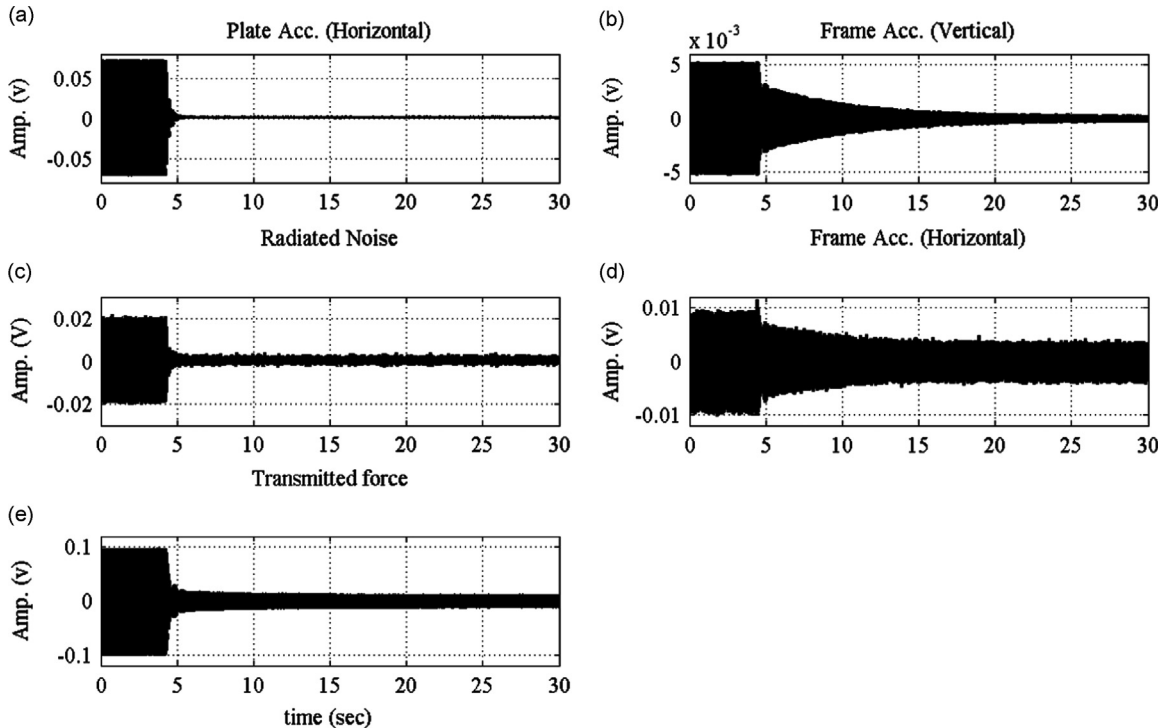 (a)
Plate Acc. (Horizontal)
Amp. (v)
0.05
0
-0.05
0 5 10 15 20 25 30
(b)
x 10^-3
Frame Acc. (Vertical)
Amp. (v)
5
0
-5
0 5 10 15 20 25 30
(c)
Radiated Noise
Amp. (V)
0.02
0
-0.02
0 5 10 15 20 25 30
(d)
Frame Acc. (Horizontal)
Amp. (v)
0.01
0
-0.01
0 5 10 15 20 25 30
(e)
Transmitted force
Amp. (v)
0.1
0
-0.1
0 5 10 15 20 25 30
time (sec)